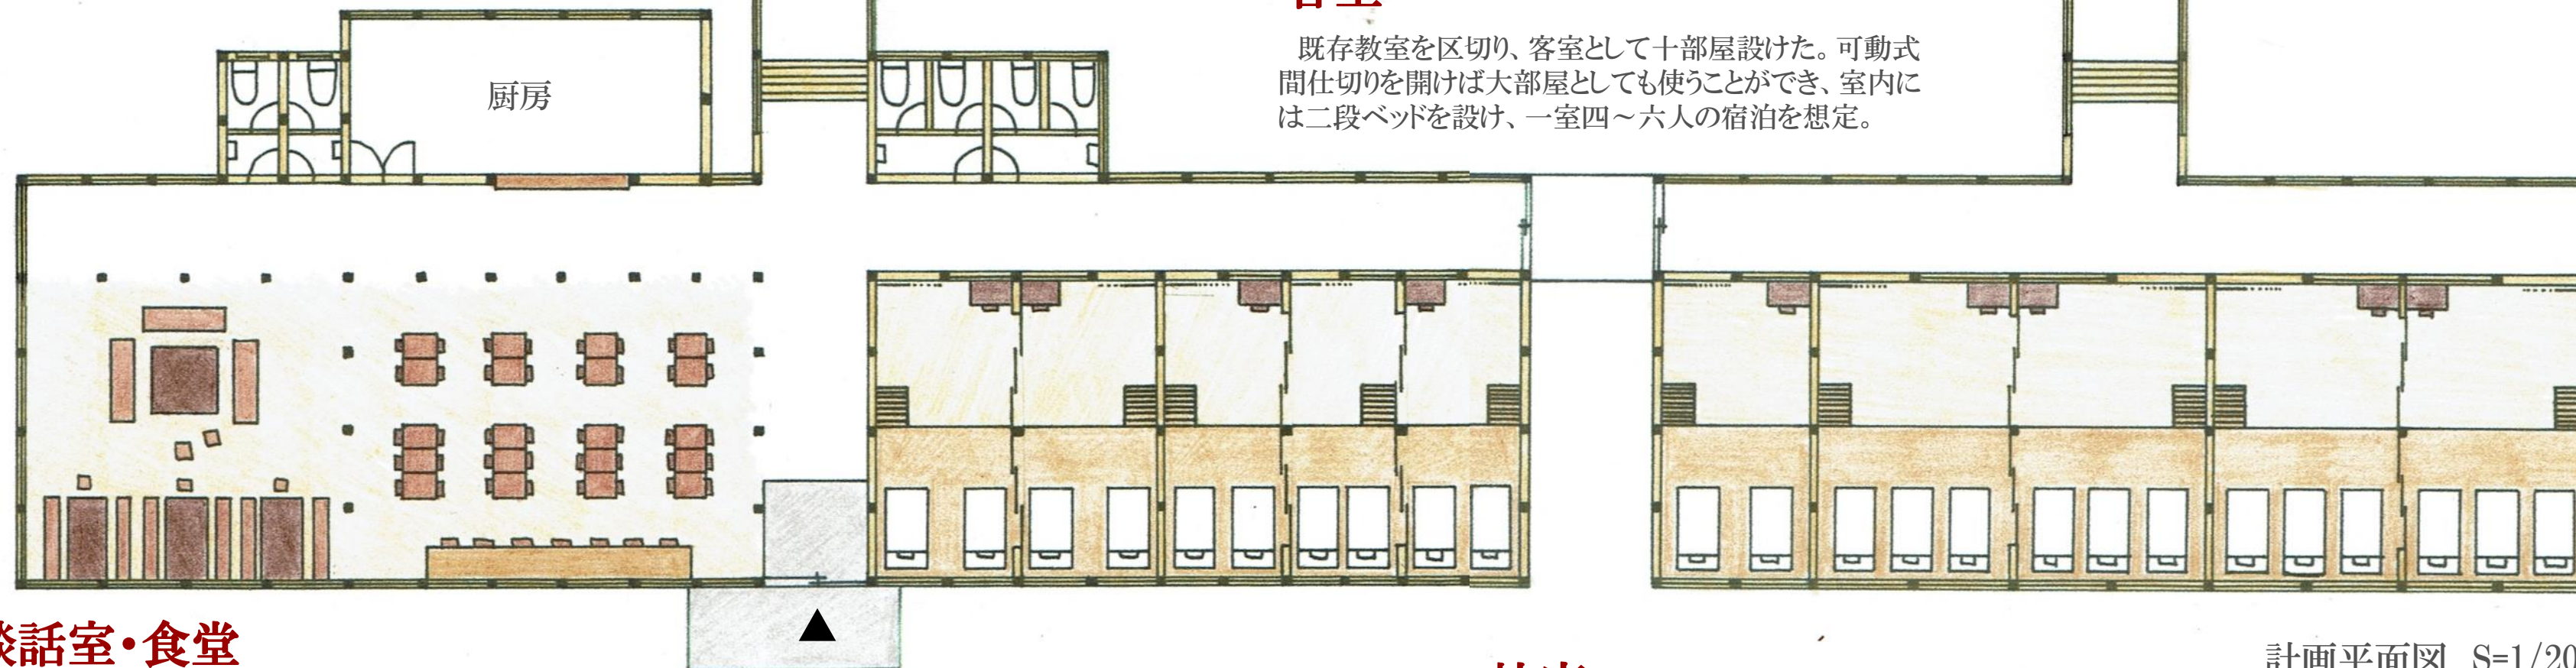 厨房
既存教室を区切り、客室として十部屋設けた。可動式
間仕切りを開けば大部屋としても使うことができ、室内に
は二段ベッドを設け、一室四～六人の宿泊を想定。
談話室・食堂
計画平面図 S=1/20